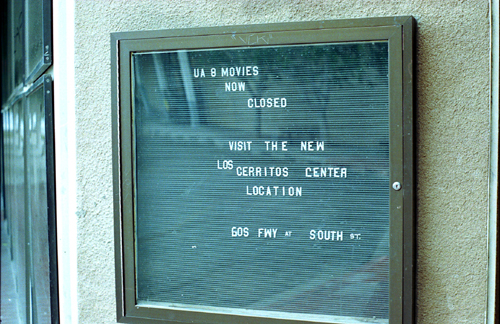 UA 8 MOVIES
NOW
CLOSED
VISIT THE NEW
LOS CERRITOS CENTER
LOCATION
605 FWY AT SOUTH ST.